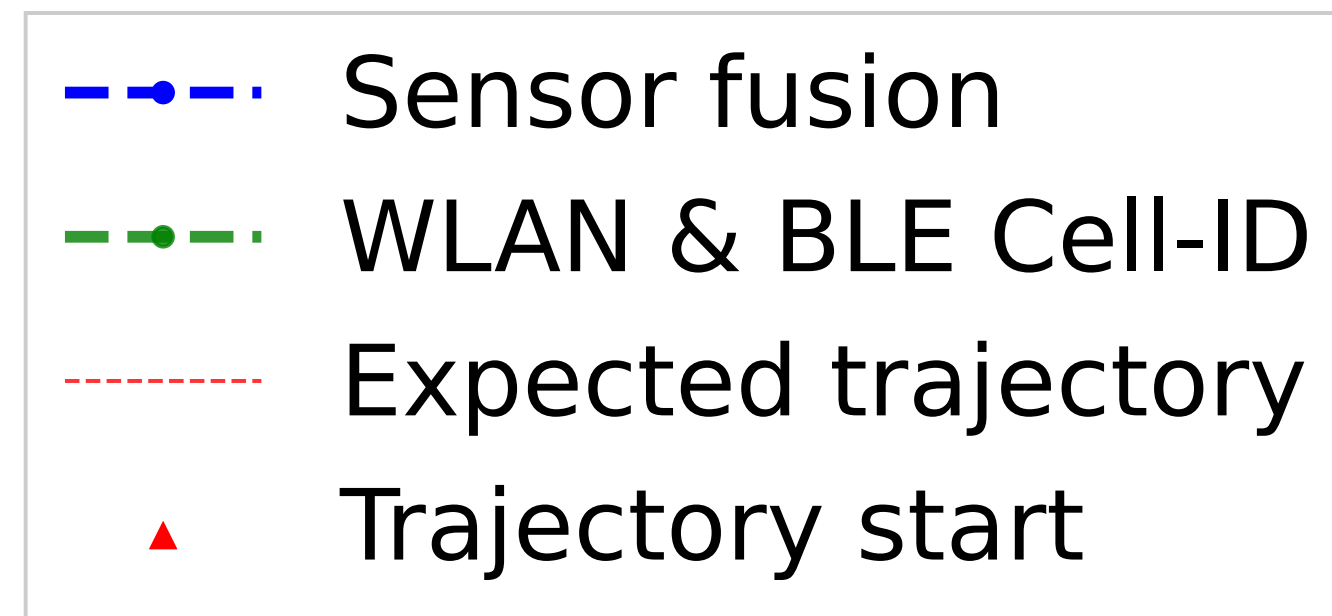 Sensor fusion
WLAN & BLE Cell-ID
Expected trajectory
Trajectory start